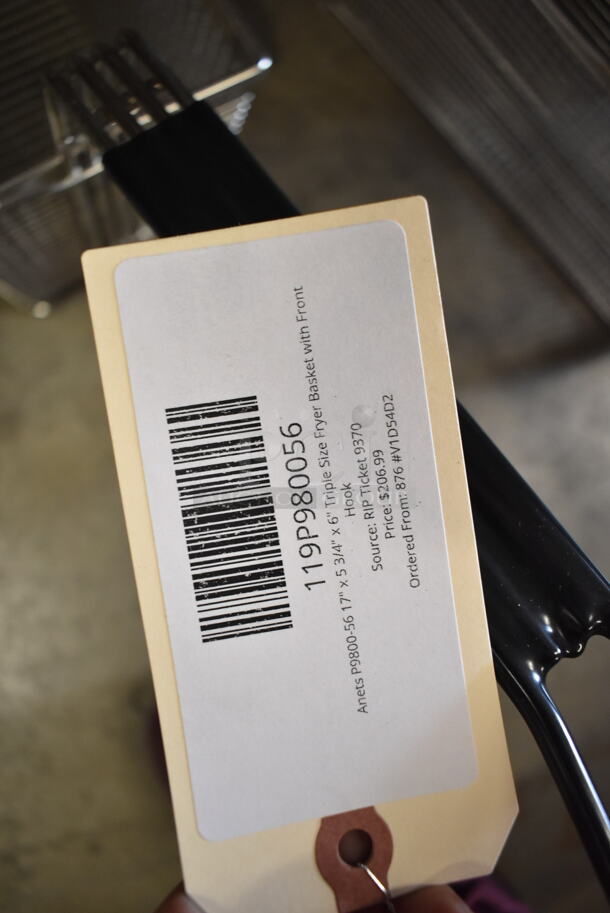 119P980056
Anets P9800-56 17" x 5 3/4" x 6" Triple Size Fryer Basket with Front
Hook
Source: RIP Ticket 9370
Price: $206.99
Ordered From: 876 #V1D54D2